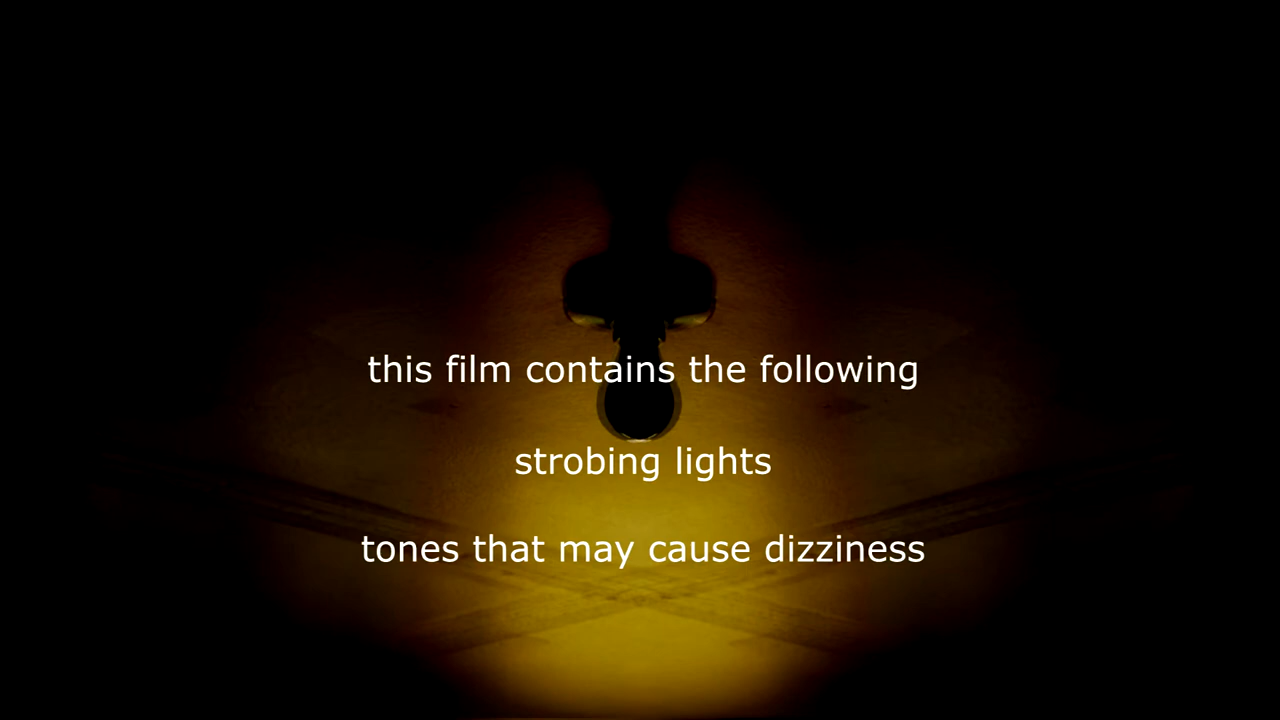 this film contains the following
strobing lights
tones that may cause dizziness